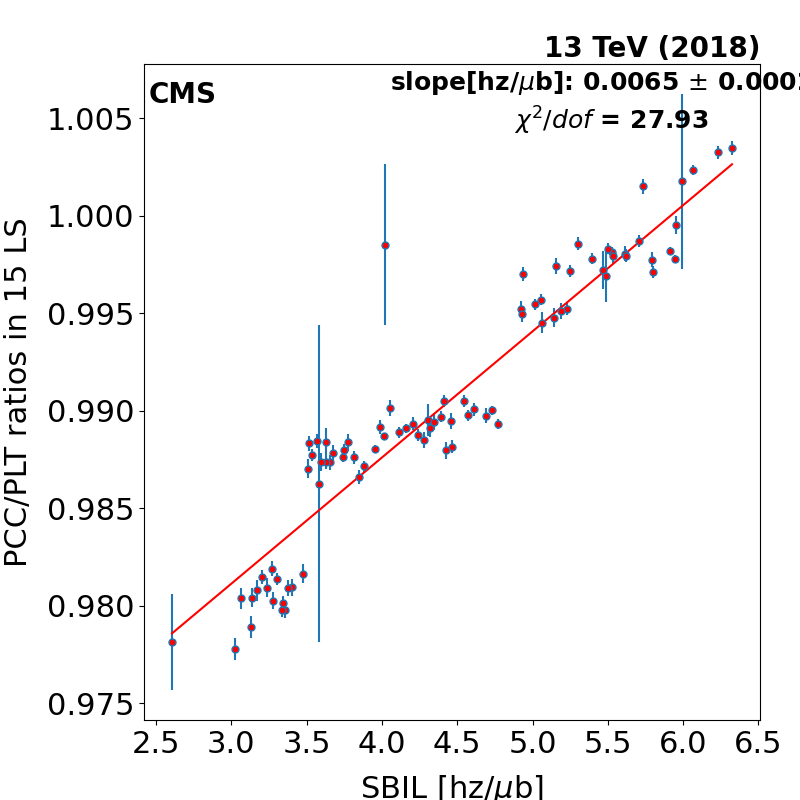 13 TeV (2018)
CMS
slope[hz/μb]: 0.0065 ±
χ²/dof = 27.93
PCC/PLT ratios in 15 LS
1.005
1.000
0.995
0.990
0.985
0.980
0.975
2.5 3.0 3.5 4.0 4.5 5.0 5.5 6.0 6.5
SBIL [hz/μb]